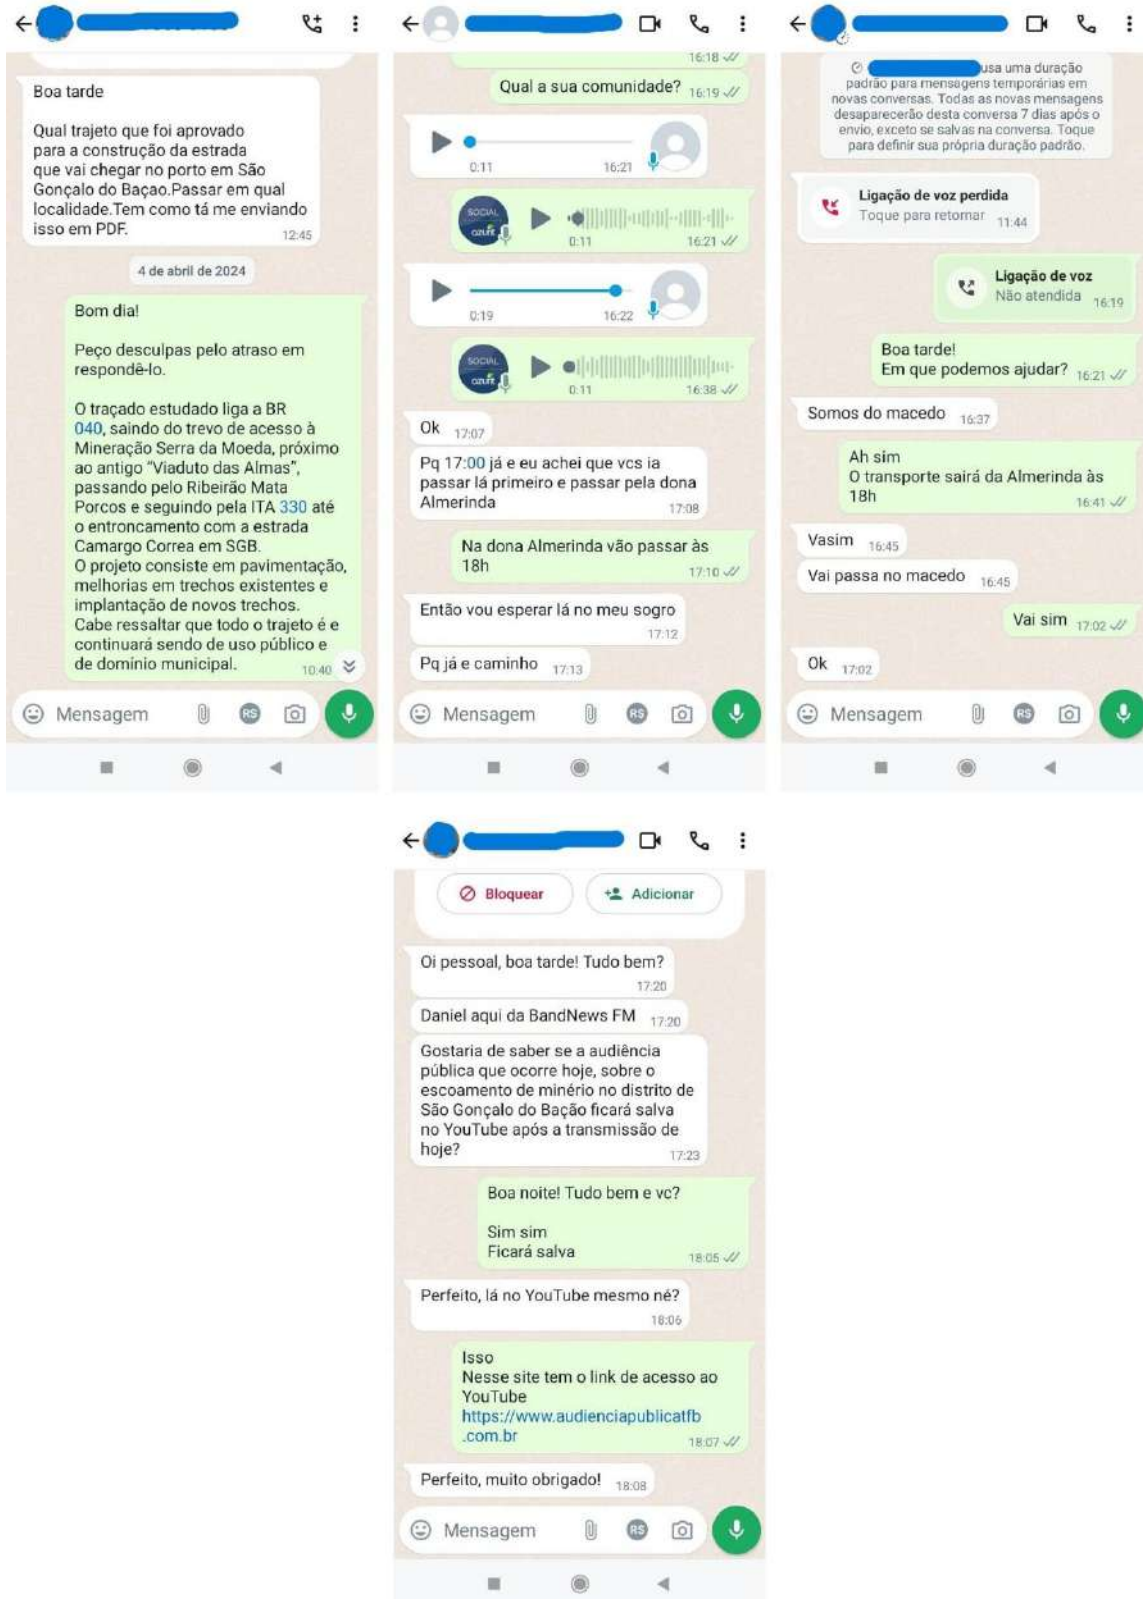 Boa tarde
Qual trajeto que foi aprovado
para a construção da estrada
que vai chegar no porto em São
Gonçalo do Baçao.Passar em qual
localidade.Tem como tá me enviando
isso em PDF.
12:45
4 de abril de 2024
Bom dia!
Peço desculpas pelo atraso em
respondê-lo.
O traçado estudado liga a BR
040, saindo do trevo de acesso à
Mineração Serra da Moeda, próximo
ao antigo “Viaduto das Almas”,
passando pelo Ribeirão Mata
Porcos e seguindo pela ITA 330 até
o entroncamento com a estrada
Camargo Correa em SGB.
O projeto consiste em pavimentação,
melhorias em trechos existentes e
implantação de novos trechos.
Cabe ressaltar que todo o trajeto é e
continuará sendo de uso público e
de domínio municipal.
10:40
Mensagem
RS
16:18
Qual a sua comunidade? 16:19
0:11 16:21
SOCIAL
azurit
0:11 16:21
0:19 16:22
SOCIAL
azurit
0:11 16:38
Ok 17:07
Pq 17:00 já e eu achei que vcs ia
passar lá primeiro e passar pela dona
Almerinda
17:08
Na dona Almerinda vão passar às
18h
17:10
Então vou esperar lá no meu sogro
17:12
Pq já e caminho 17:13
Mensagem
RS
usa uma duração
padrão para mensagens temporárias em
novas conversas. Todas as novas mensagens
desaparecerão desta conversa 7 dias após o
envio, exceto se salvas na conversa. Toque
para definir sua própria duração padrão.
Ligação de voz perdida
Toque para retornar 11:44
Ligação de voz
Não atendida 16:19
Boa tarde!
Em que podemos ajudar? 16:21
Somos do macedo 16:37
Ah sim
O transporte sairá da Almerinda às
18h
16:41
Vasim 16:45
Vai passa no macedo 16:45
Vai sim 17:02
Ok 17:02
Mensagem
RS
Bloquear
Adicionar
Oi pessoal, boa tarde! Tudo bem?
17:20
Daniel aqui da BandNews FM 17:20
Gostaria de saber se a audiência
pública que ocorre hoje, sobre o
escoamento de minério no distrito de
São Gonçalo do Bação ficará salva
no YouTube após a transmissão de
hoje?
17:23
Boa noite! Tudo bem e vc?
Sim sim
Ficará salva
18:05
Perfeito, lá no YouTube mesmo né?
18:06
Isso
Nesse site tem o link de acesso ao
YouTube
https://www.audienciapublicatfb
.com.br
18:07
Perfeito, muito obrigado! 18:08
Mensagem
RS